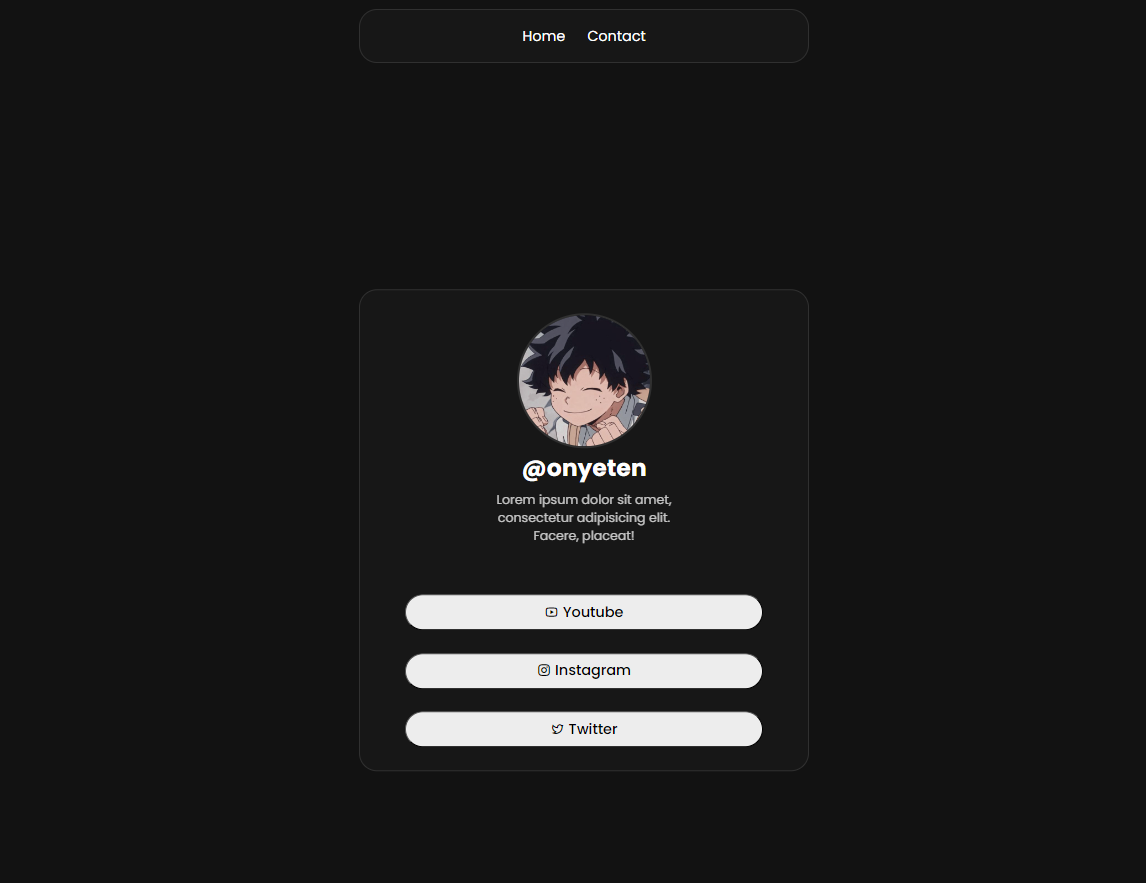 Home Contact
@onyeten
Lorem ipsum dolor sit amet,
consectetur adipisicing elit.
Facere, placeat!
Youtube
Instagram
Twitter